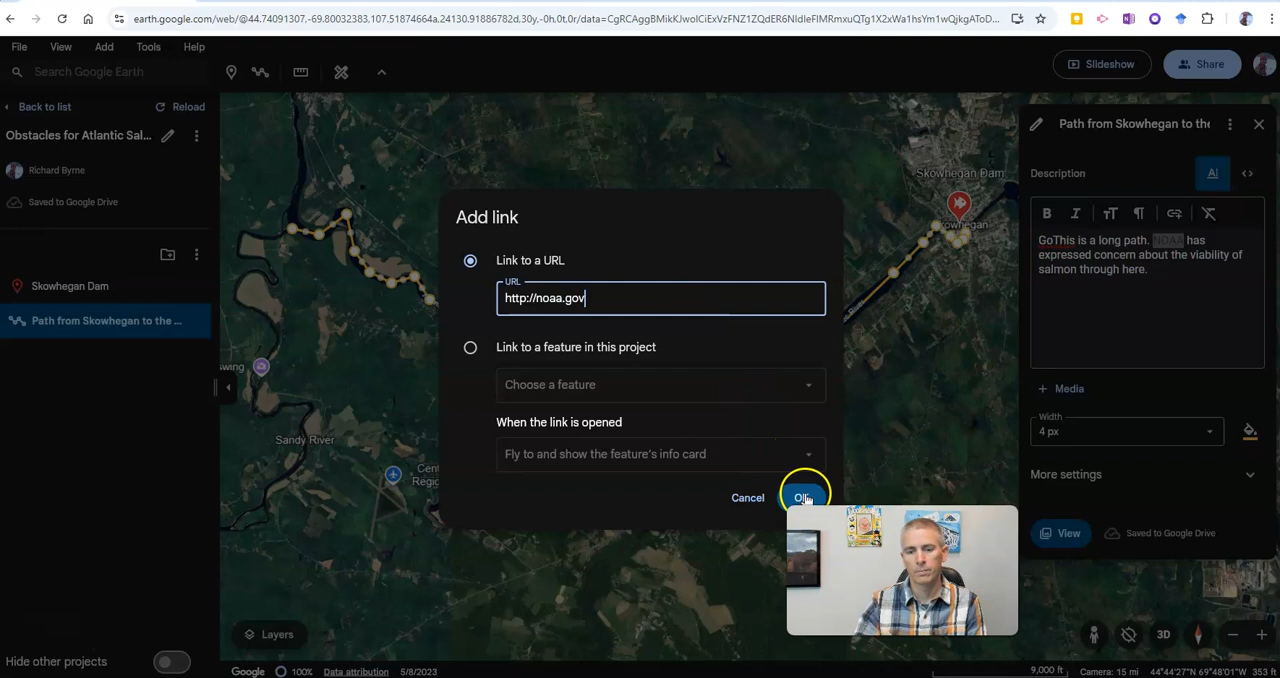 earth.google.com/web/@44.74091307,-69.80032383,107.51874664a,24130.91886782d,30y,-0h,0t,0r/data=CgRCAggBMikKJwolCiExVzFNZ1ZQdER6NldleFlMRmxuQTg1X2xWa1hsYm1wQjkgAToD...
File View Add Tools Help
Search Google Earth
Slideshow
Share
Back to list
Reload
Obstacles for Atlantic Sal...
Richard Byrne
Saved to Google Drive
Skowhegan Dam
Path from Skowhegan to the ...
Hide other projects
Add link
Link to a URL
URL
http://noaa.gov
Link to a feature in this project
Choose a feature
When the link is opened
Fly to and show the feature's info card
Cancel
Skowhegan Dam
Skowhegan
swing
Sandy River
Cent
Regio
Layers
Path from Skowhegan to the
Description
GoThis is a long path. NOAA has
expressed concern about the viability of
salmon through here.
Media
Width
4 px
More settings
View
Saved to Google Drive
3D
Google
100%
Data attribution
5/8/2023
9,000 ft
Camera: 15 mi
44°44'27"N 69°48'01"W
353 ft